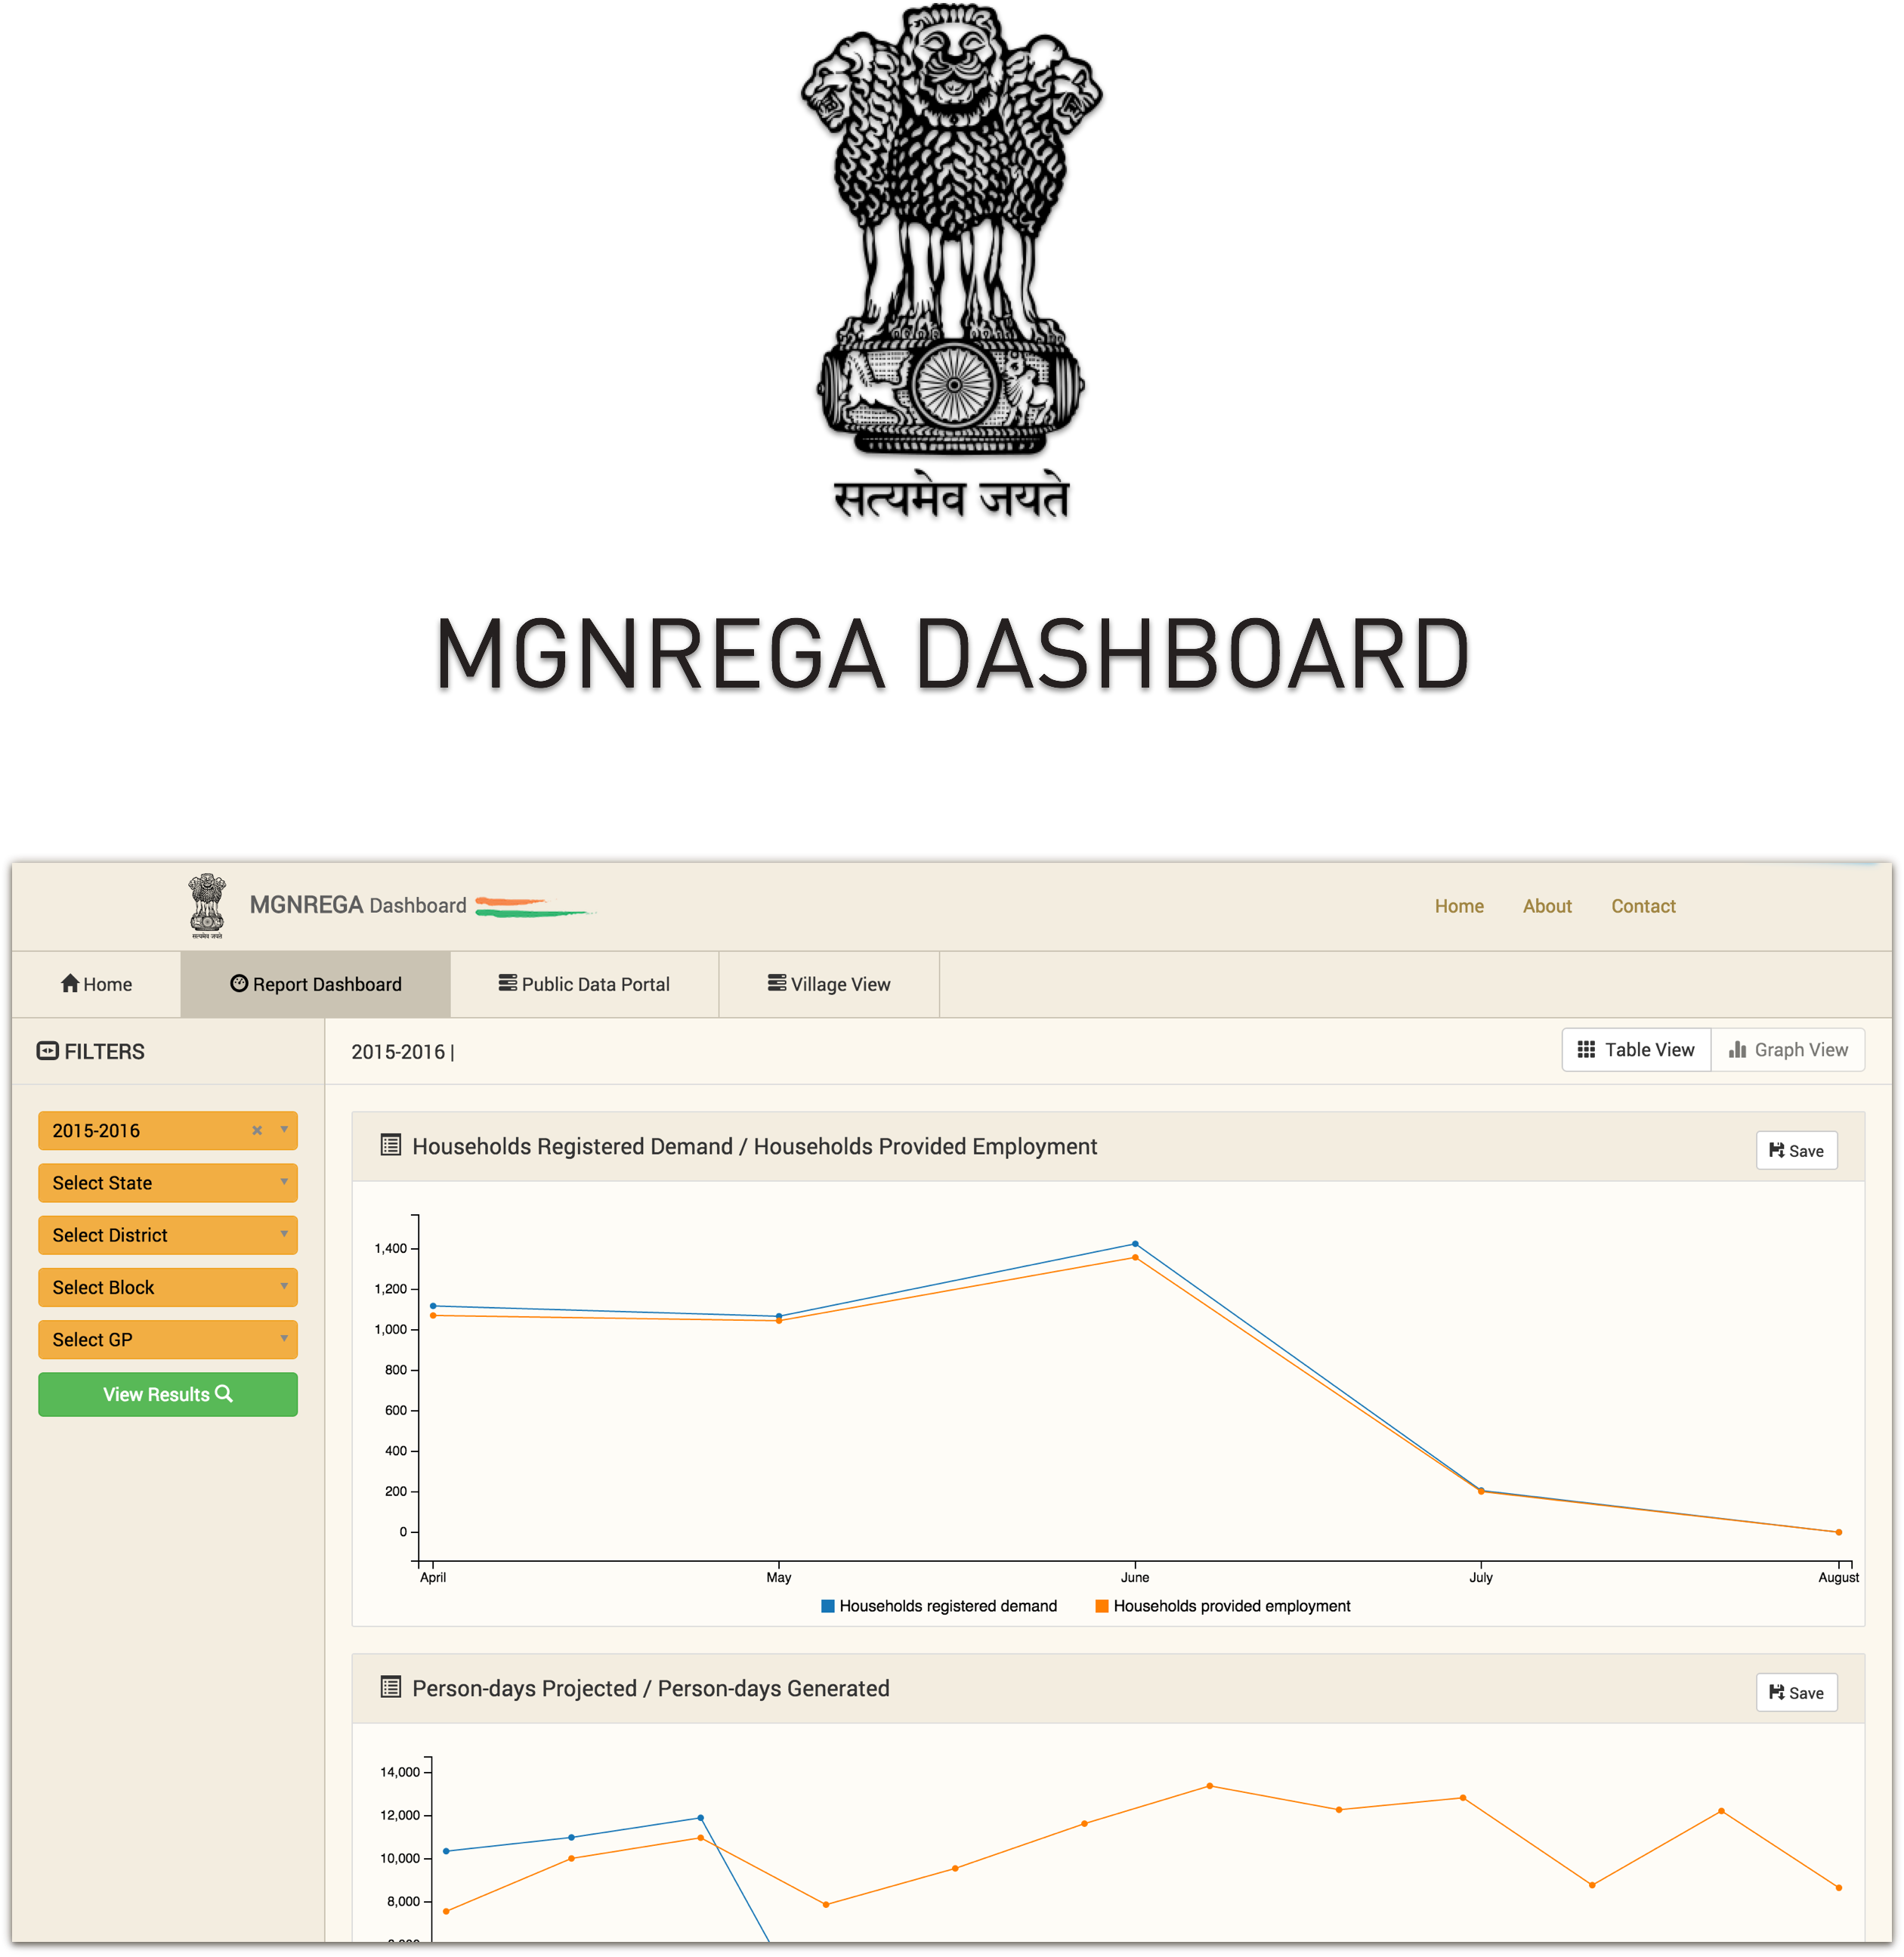 सत्यमेव जयते
MGNREGA DASHBOARD
सत्यमेव जयते
MGNREGA Dashboard
Home About Contact
Home Report Dashboard Public Data Portal Village View
FILTERS
2015-2016 |
Table View Graph View
2015-2016
Select State
Select District
Select Block
Select GP
View Results
Households Registered Demand / Households Provided Employment
Save
1,400
1,200
1,000
800
600
400
200
0
April May June July August
Households registered demand Households provided employment
Person-days Projected / Person-days Generated
Save
14,000
12,000
10,000
8,000